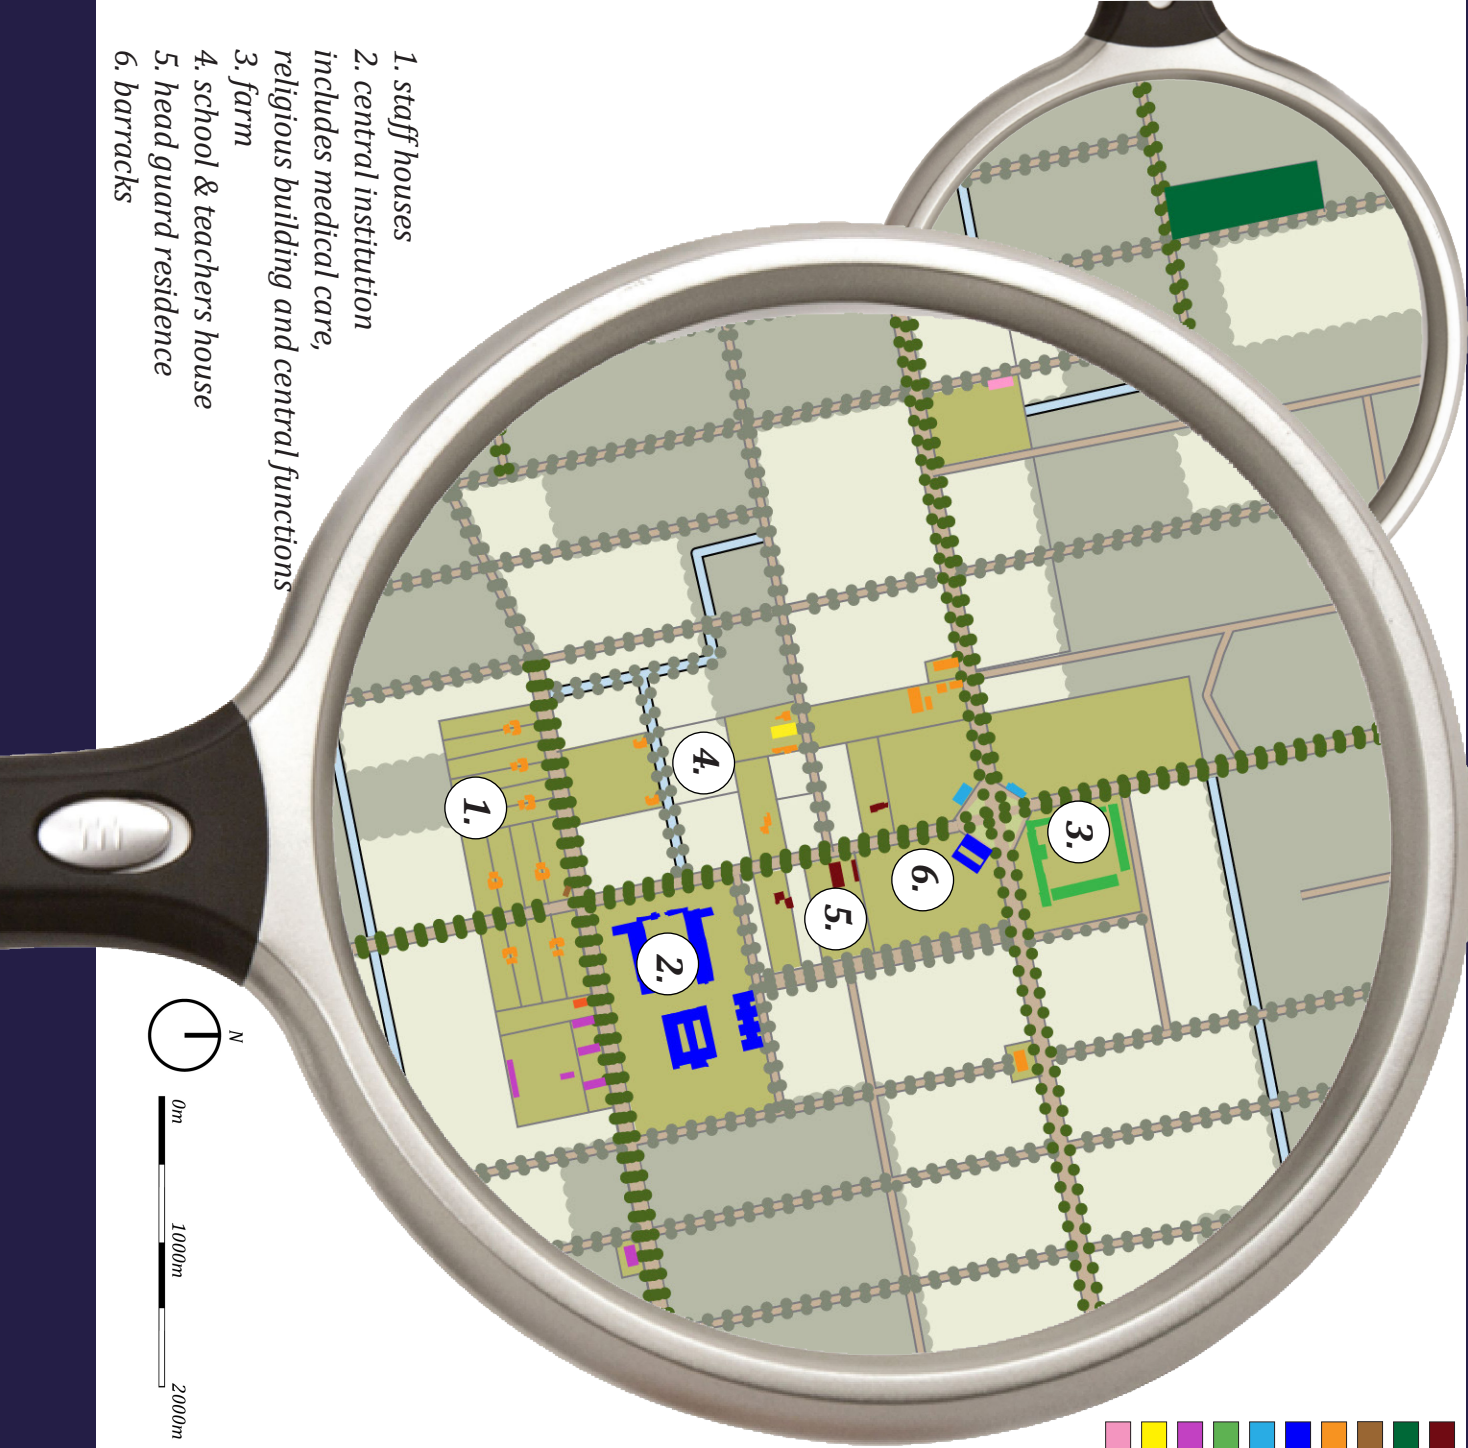 1. staff houses
2. central institution
includes medical care,
religious building and central functions
3. farm
4. school & teachers house
5. head guard residence
6. barracks
1.
2.
3.
4.
5.
6.
N
0m
1000m
2000m